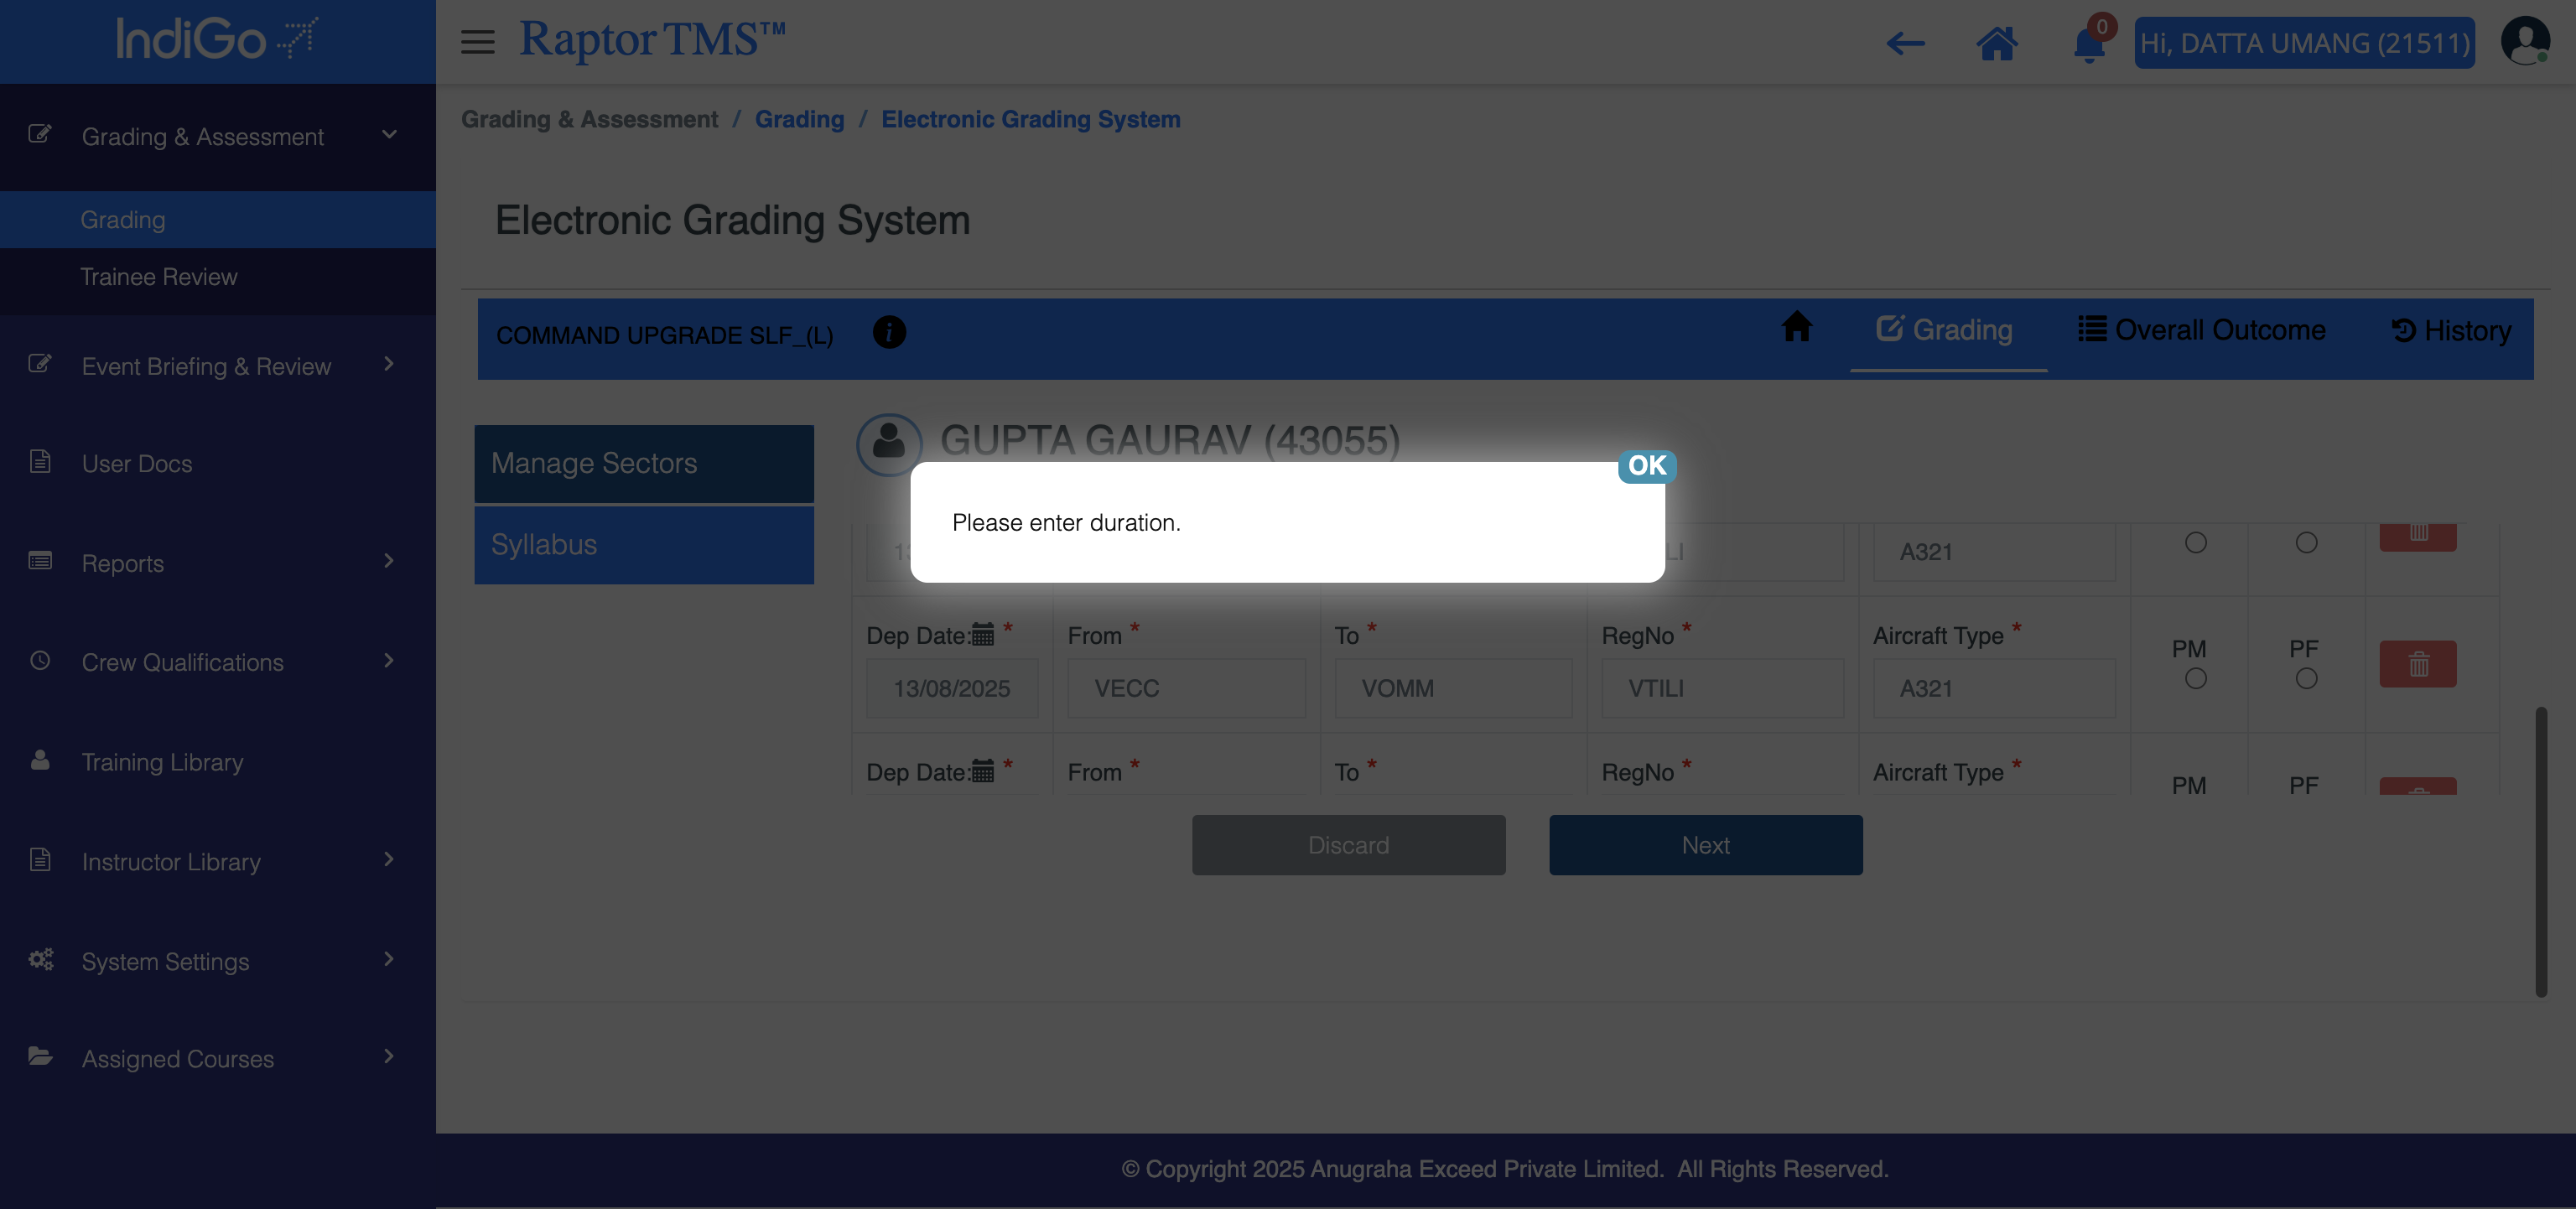 IndiGo
Raptor TMS™
0
Hi, DATTA UMANG (21511)
Grading & Assessment
Grading
Trainee Review
Event Briefing & Review
User Docs
Reports
Crew Qualifications
Training Library
Instructor Library
System Settings
Assigned Courses
Grading & Assessment / Grading / Electronic Grading System
Electronic Grading System
COMMAND UPGRADE SLF_(L)
Grading
Overall Outcome
History
Manage Sectors
Syllabus
GUPTA GAURAV (43055)
OK
Please enter duration.
A321
Dep Date: * From * To * RegNo * Aircraft Type * PM PF
13/08/2025 VECC VOMM VTILI A321
Dep Date: * From * To * RegNo * Aircraft Type * PM PF
Discard Next
© Copyright 2025 Anugraha Exceed Private Limited. All Rights Reserved.